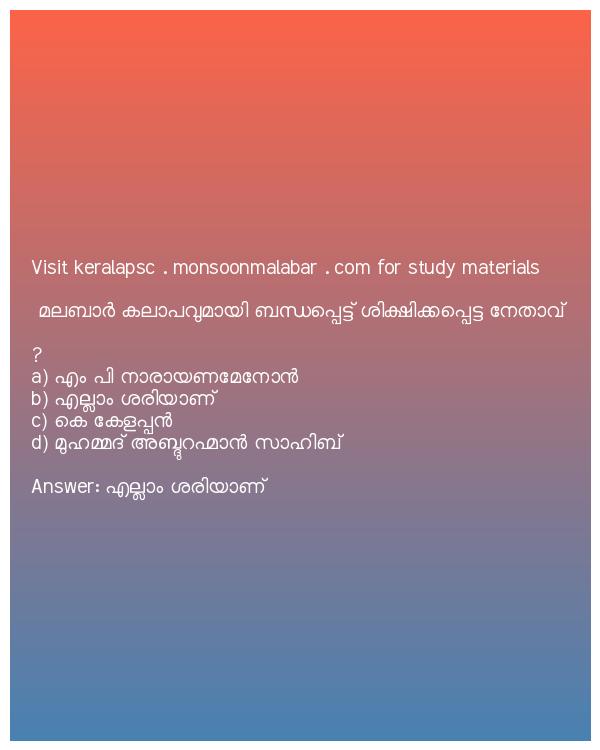 Visit keralapsc . monsoonmalabar . com for study materials
മലബാർ കലാപവുമായി ബന്ധപ്പെട്ട് ശിക്ഷിക്കപ്പെട്ട നേതാവ്
?
a) എം പി നാരായണമേനോൻ
b) എല്ലാം ശരിയാണ്
c) കെ കേളപ്പൻ
d) മുഹമ്മദ് അബ്ദുറഹ്മാൻ സാഹിബ്
Answer: എല്ലാം ശരിയാണ്